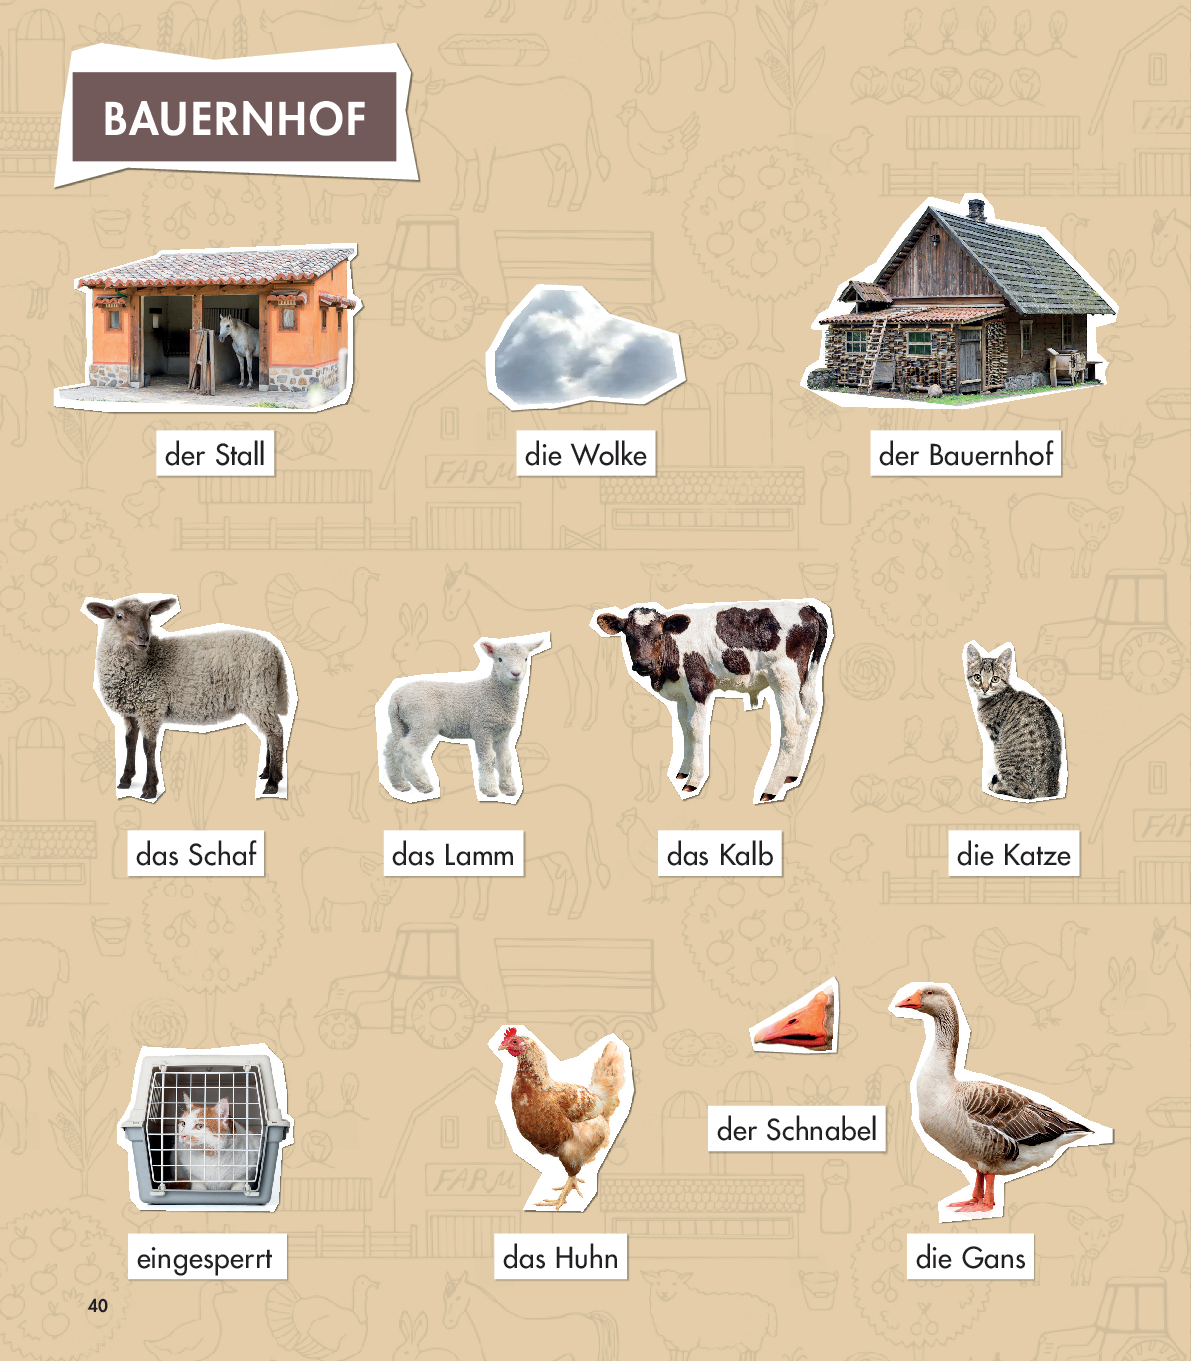 BAUERNHOF
der Stall
die Wolke
der Bauernhof
FARM
das Schaf
das Lamm
das Kalb
die Katze
der Schnabel
eingesperrt
das Huhn
die Gans
40